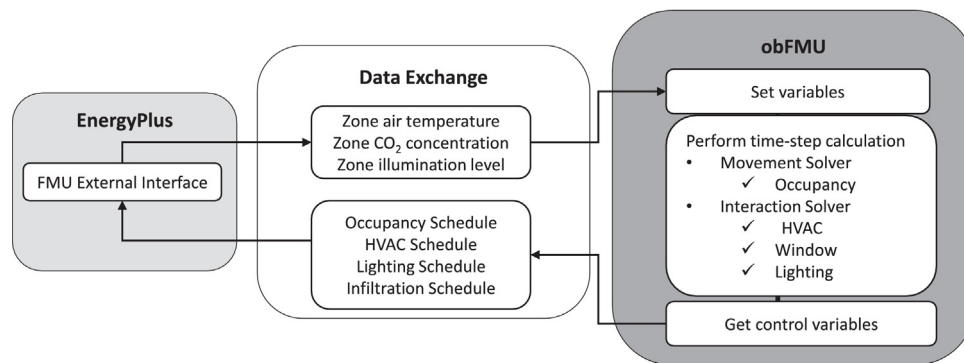 EnergyPlus
FMU External Interface
Data Exchange
Zone air temperature
Zone CO₂ concentration
Zone illumination level
Occupancy Schedule
HVAC Schedule
Lighting Schedule
Infiltration Schedule
obFMU
Set variables
Perform time-step calculation
• Movement Solver
✓ Occupancy
• Interaction Solver
✓ HVAC
✓ Window
✓ Lighting
Get control variables